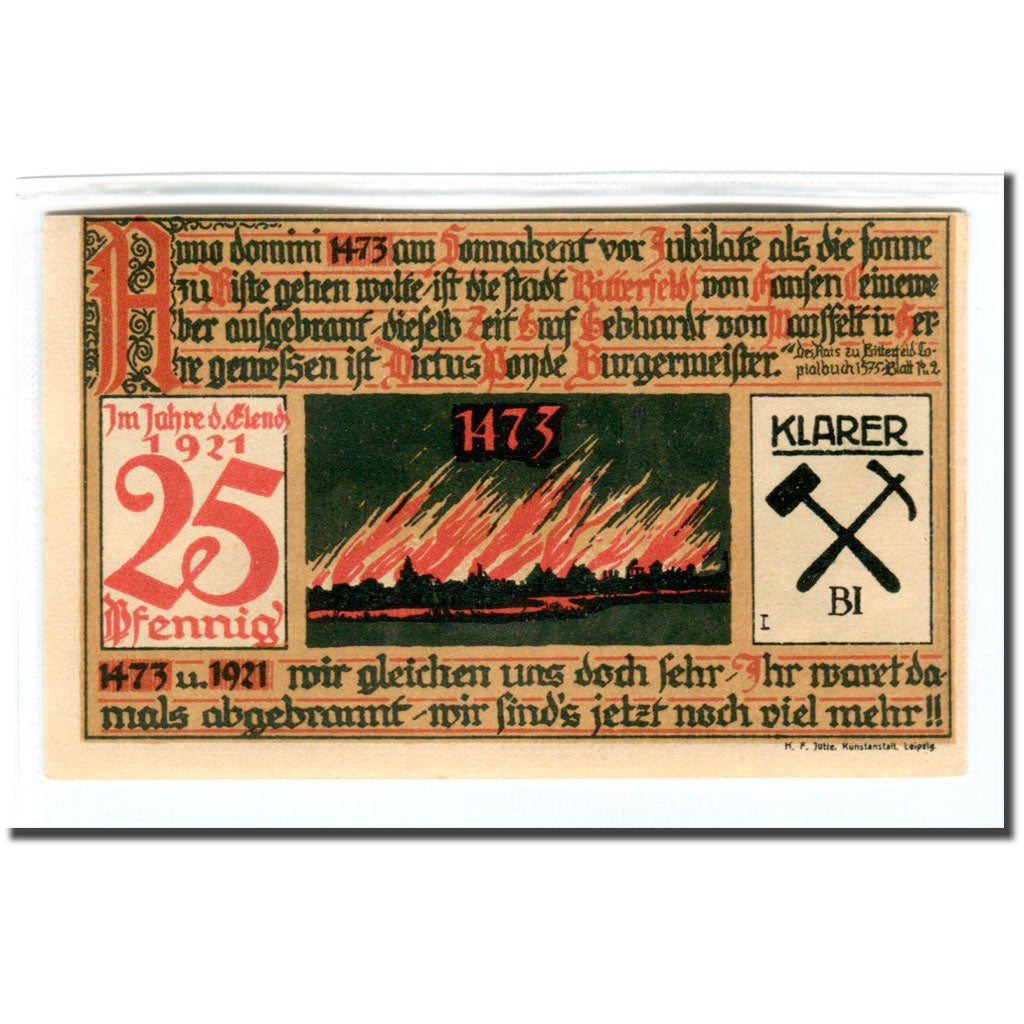 Anno domini 1473 am Sonnabent vor Jubilate als die sonne
zu Riste gehen wolte ist die stadt Bitterfeldt von Hansen Leinewe
ber ausgebrant dieselb Zeit Graf Gebhardt von Mansfelt ir Her-
re geweßen ist Dictus Ponde Burgermeister."
Des Rats zu Bitterfeld Co-
pialbuch 1575 Blatt Nr. 2
Im Jahre d. Elends
1921
25
Pfennig
1473
KLARER
BI
I
1473 u. 1921 wir gleichen uns doch sehr - Ihr waret da-
mals abgebrannt - wir sind's jetzt noch viel mehr!!
H. F. Jütte, Kunstanstalt, Leipzig.